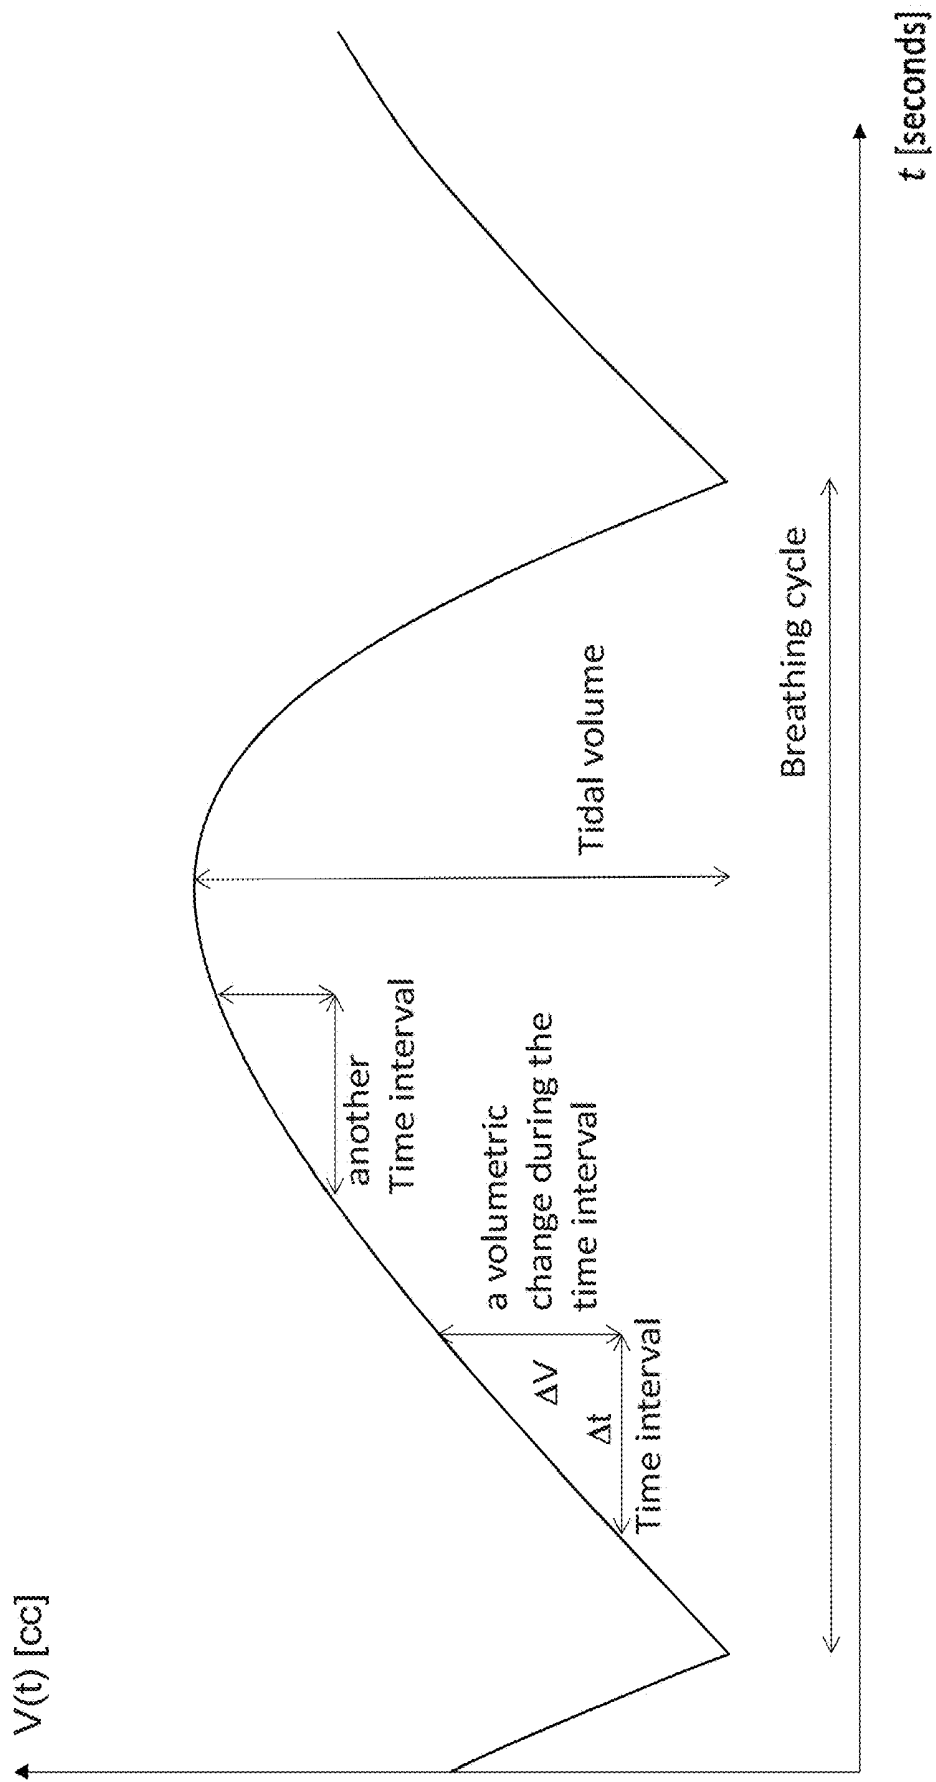 V(t) [cc]
another
Time interval
a volumetric
change during the
time interval
ΔV
Δt
Time interval
Tidal volume
Breathing cycle
t [seconds]